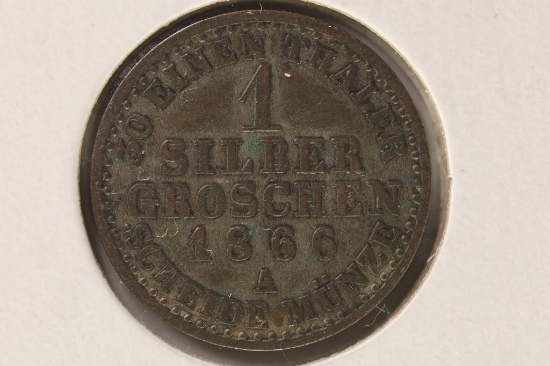 30 EINEN THALER
1
SILBER
GROSCHEN
1866
A
SCHEIDE MÜNZE